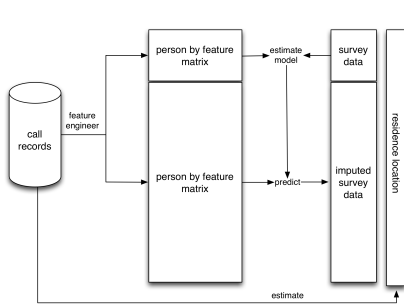 person by feature
matrix
estimate
model
survey
data
call
records
feature
engineer
person by feature
matrix
predict
imputed
survey
data
residence location
estimate